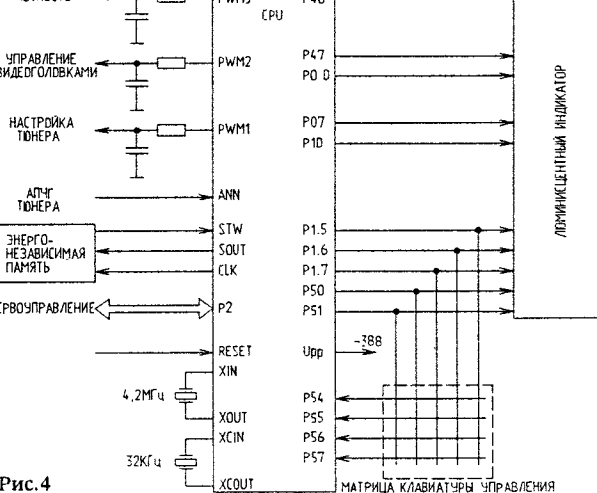 CPU
УПРАВЛЕНИЕ
ВИДЕОГОЛОВКАМИ
PWM2
P47
P0 0
НАСТРОЙКА
ТЮНЕРА
PWM1
P07
P10
ЛЮМИНИСЦЕНТНЫЙ ИНДИКАТОР
АПЧГ
ТЮНЕРА
ANN
ЭНЕРГО-
НЕЗАВИСИМАЯ
ПАМЯТЬ
STW
SOUT
CLK
P1.5
P1.6
P1.7
P50
P51
ЕРВОУПРАВЛЕНИЕ
P2
RESET
Upp
-38В
XIN
4,2МГц
XOUT
XCIN
32КГц
XCOUT
P54
P55
P56
P57
МАТРИЦА КЛАВИАТУРЫ УПРАВЛЕНИЯ
Рис.4